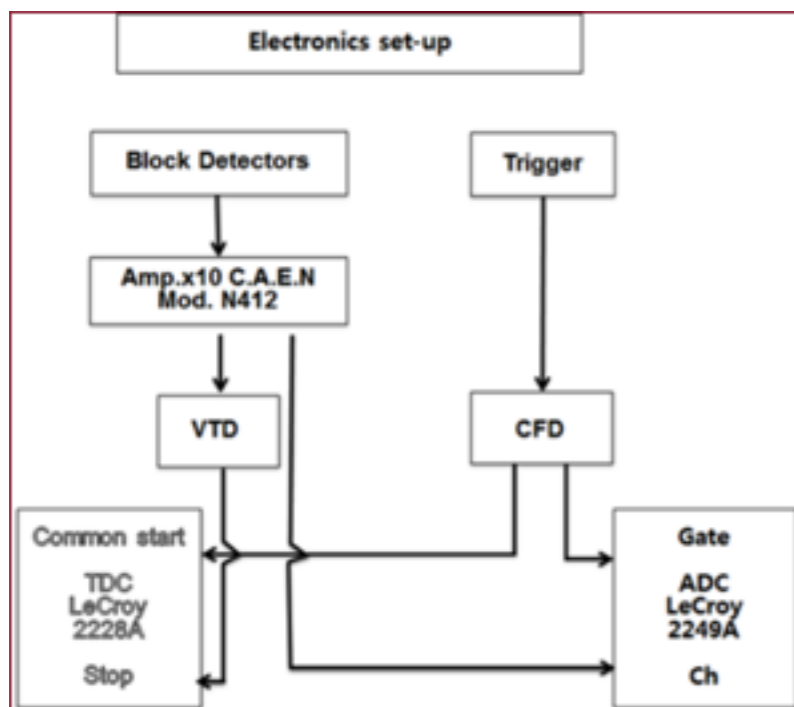 Electronics set-up
Block Detectors
Trigger
Amp.x10 C.A.E.N
Mod. N412
VTD
CFD
Common start
TDC
LeCroy
2228A
Stop
Gate
ADC
LeCroy
2249A
Ch